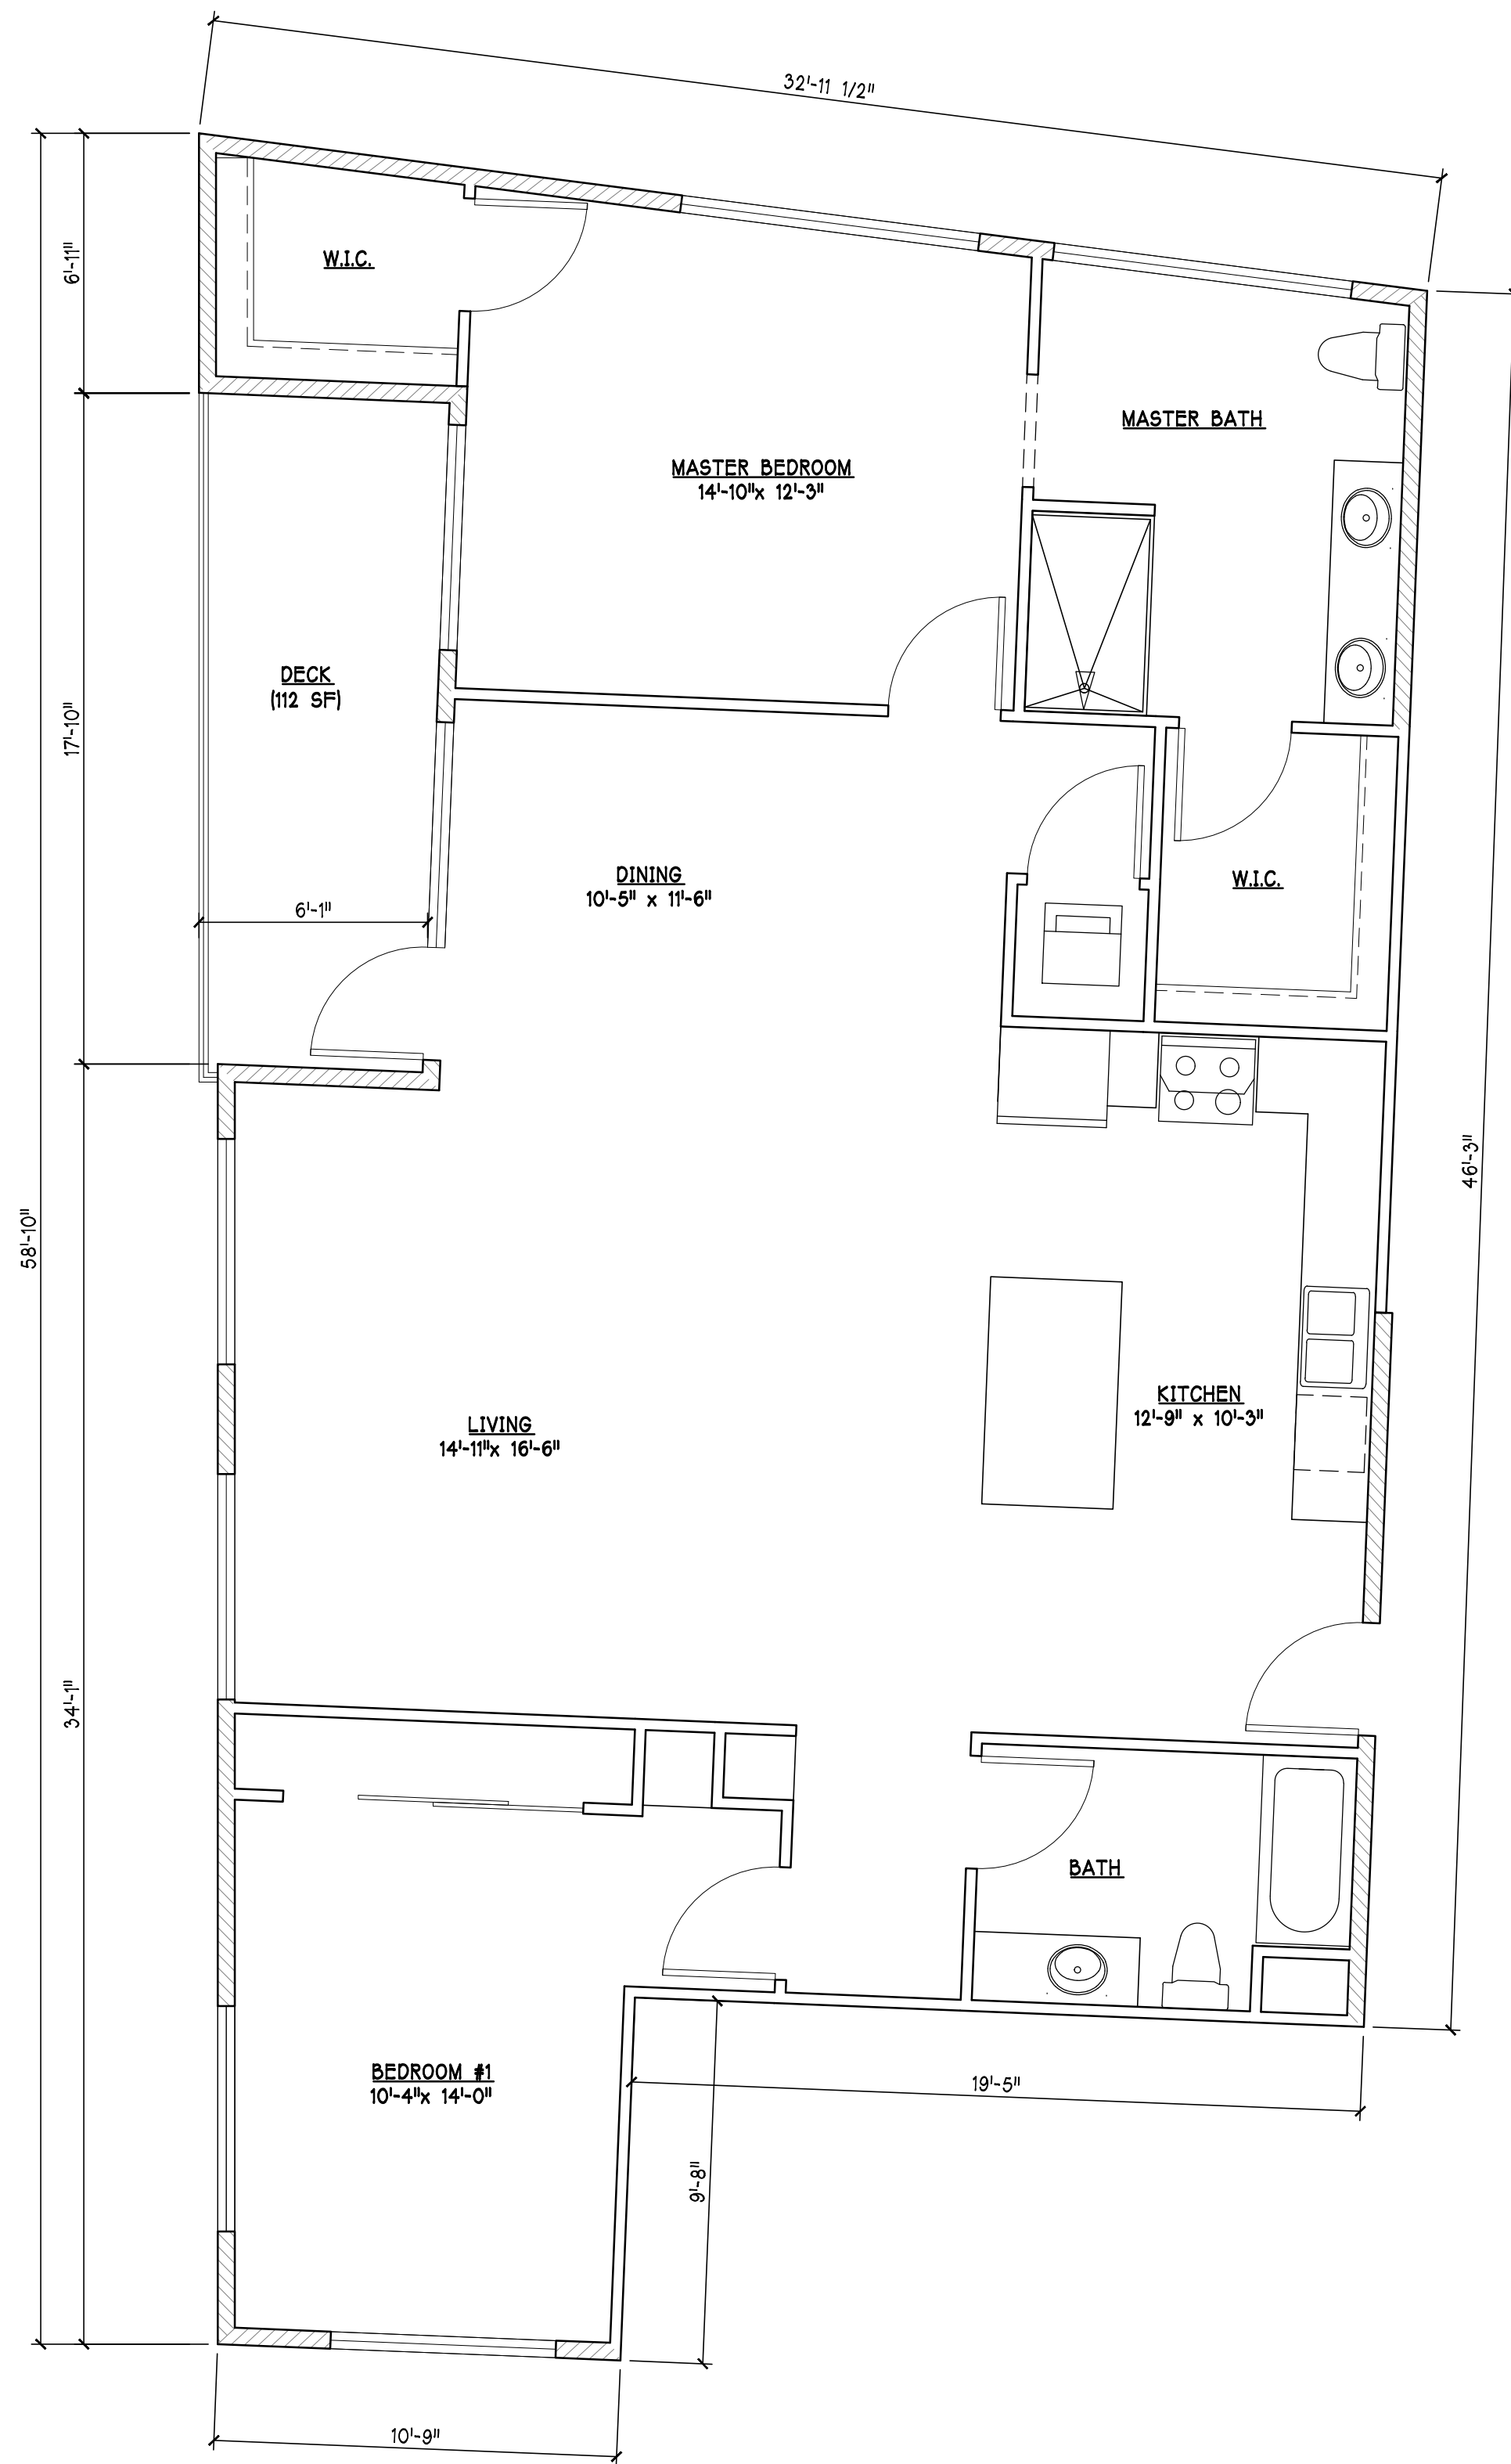 32'-11 1/2"
6'-11"
W.I.C.
MASTER BATH
MASTER BEDROOM
14'-10"x 12'-3"
DECK
(112 SF)
17'-10"
DINING
10'-5" x 11'-6"
W.I.C.
6'-1"
46'-3"
58'-10"
KITCHEN
12'-9" x 10'-3"
LIVING
14'-11"x 16'-6"
34'-1"
BATH
BEDROOM #1
10'-4"x 14'-0"
19'-5"
9'-8"
10'-9"